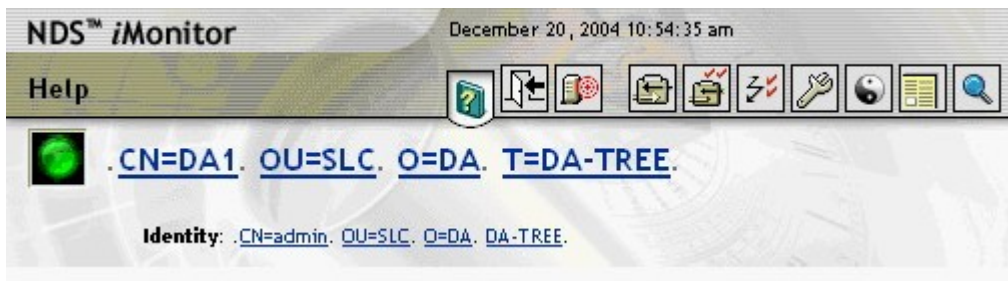 NDS™ iMonitor December 20, 2004 10:54:35 am
Help
.CN=DA1. OU=SLC. O=DA. T=DA-TREE.
Identity: .CN=admin. OU=SLC. O=DA. DA-TREE.